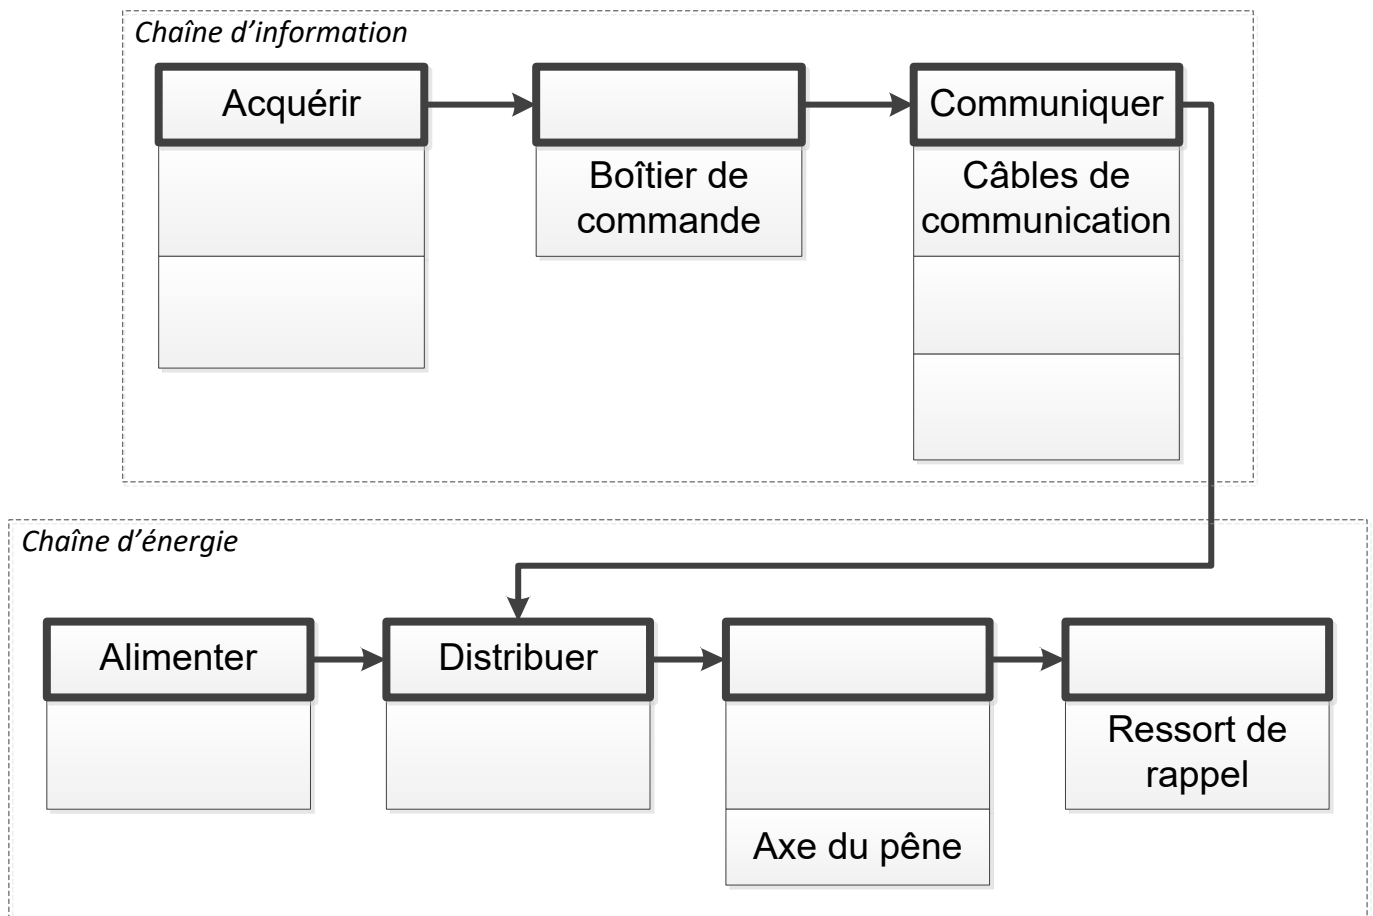 Chaîne d’information
Acquérir
Communiquer
Boîtier de
commande
Câbles de
communication
Chaîne d’énergie
Alimenter
Distribuer
Ressort de
rappel
Axe du pêne